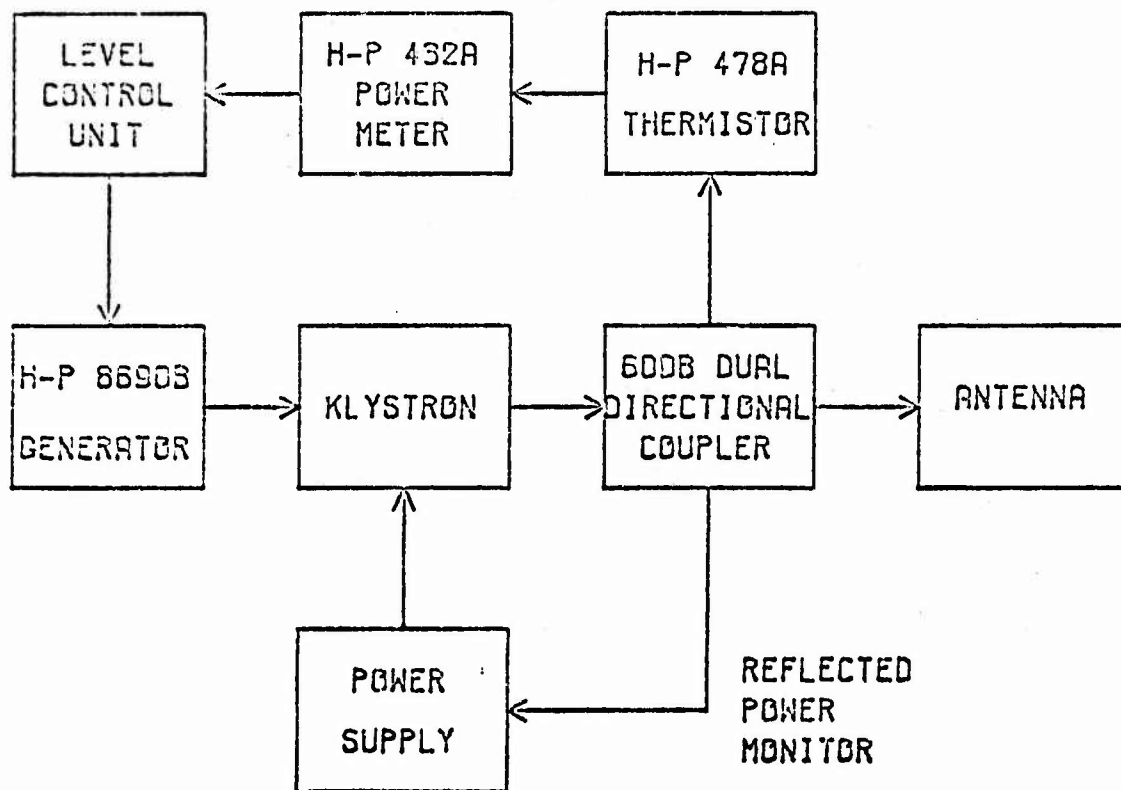 LEVEL
CONTROL
UNIT
H-P 432A
POWER
METER
H-P 478A
THERMISTOR
H-P 8690B
GENERATOR
KLYSTRON
600B DUAL
DIRECTIONAL
COUPLER
ANTENNA
POWER
SUPPLY
REFLECTED
POWER
MONITOR